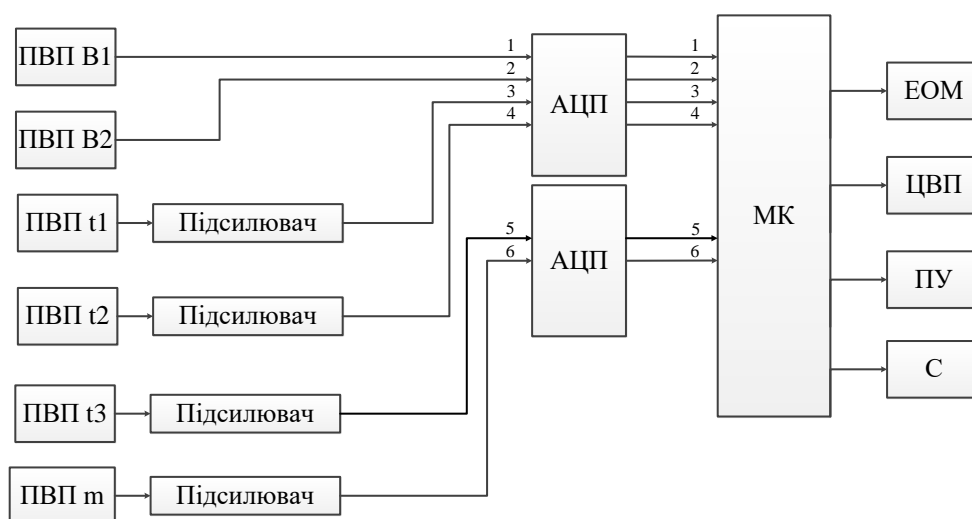 ПВП В1
ПВП В2
ПВП t1
Підсилювач
ПВП t2
Підсилювач
ПВП t3
Підсилювач
ПВП m
Підсилювач
1
2
3
4
АЦП
5
6
АЦП
1
2
3
4
5
6
МК
ЕОМ
ЦВП
ПУ
С